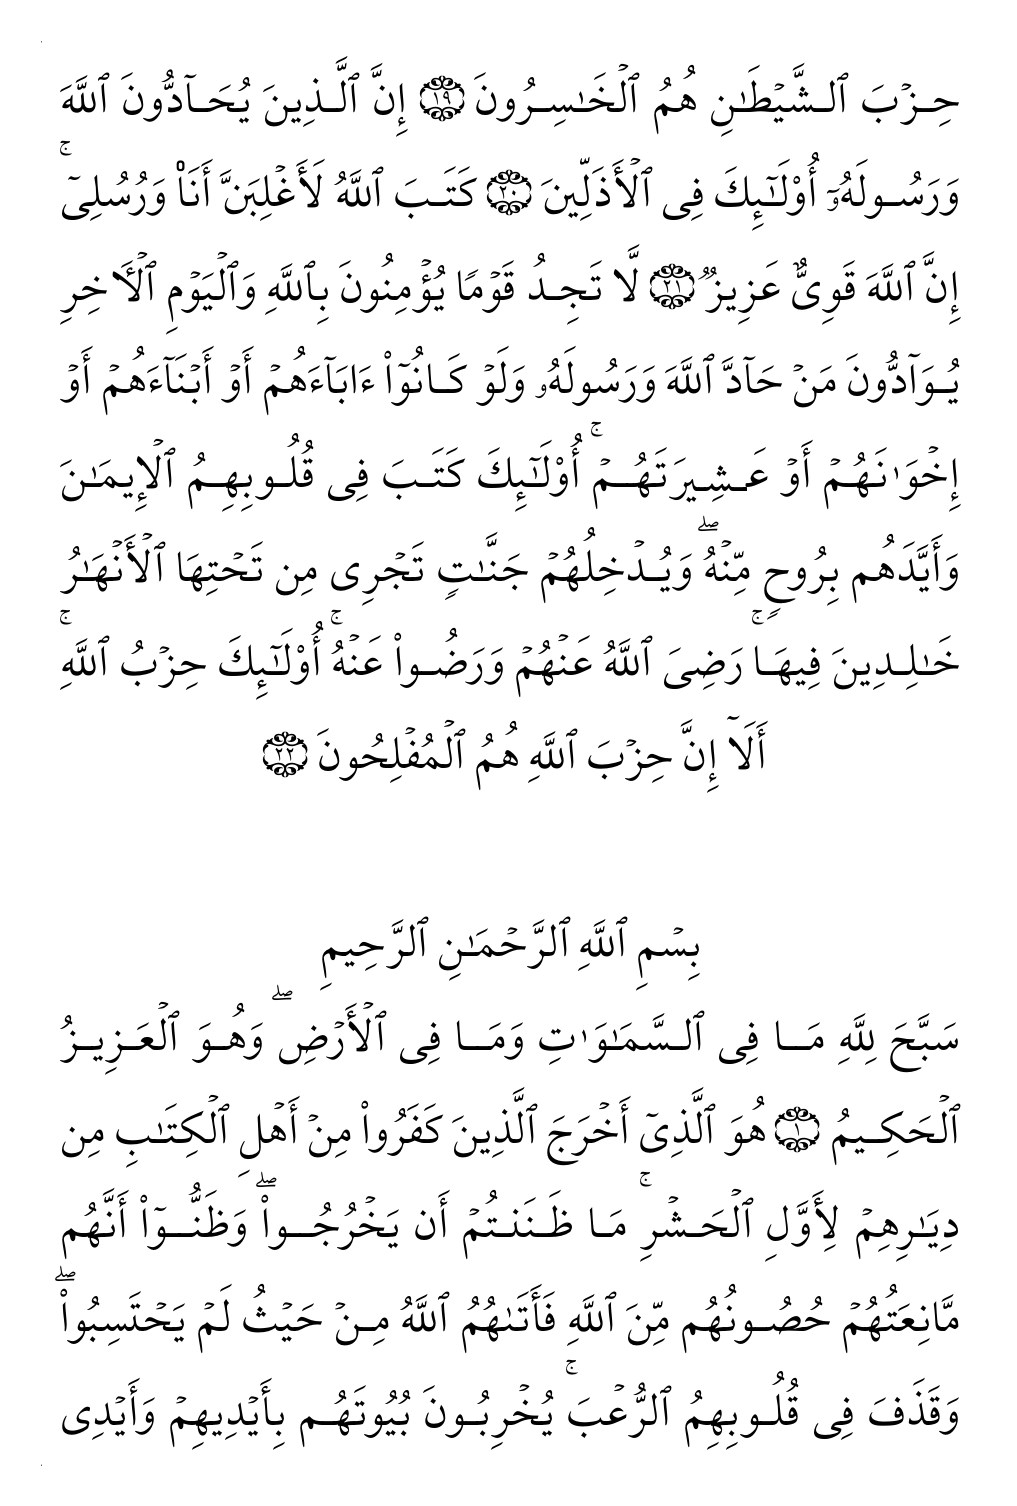 حِزۡبَ ٱلشَّيۡطَٰنِ هُمُ ٱلۡخَٰسِرُونَ ١٩ إِنَّ ٱلَّذِينَ يُحَآدُّونَ ٱللَّهَ
وَرَسُولَهُۥٓ أُوْلَٰٓئِكَ فِى ٱلۡأَذَلِّينَ ٢٠ كَتَبَ ٱللَّهُ لَأَغۡلِبَنَّ أَنَا۠ وَرُسُلِىٓۚ
إِنَّ ٱللَّهَ قَوِىٌّ عَزِيزٞ ٢١ لَّا تَجِدُ قَوۡمٗا يُؤۡمِنُونَ بِٱللَّهِ وَٱلۡيَوۡمِ ٱلۡأٓخِرِ
يُوَآدُّونَ مَنۡ حَآدَّ ٱللَّهَ وَرَسُولَهُۥ وَلَوۡ كَانُوٓاْ ءَابَآءَهُمۡ أَوۡ أَبۡنَآءَهُمۡ أَوۡ
إِخۡوَٰنَهُمۡ أَوۡ عَشِيرَتَهُمۡۚ أُوْلَٰٓئِكَ كَتَبَ فِى قُلُوبِهِمُ ٱلۡإِيمَٰنَ
وَأَيَّدَهُم بِرُوحٖ مِّنۡهُۖ وَيُدۡخِلُهُمۡ جَنَّٰتٖ تَجۡرِى مِن تَحۡتِهَا ٱلۡأَنۡهَٰرُ
خَٰلِدِينَ فِيهَاۚ رَضِىَ ٱللَّهُ عَنۡهُمۡ وَرَضُواْ عَنۡهُۚ أُوْلَٰٓئِكَ حِزۡبُ ٱللَّهِۚ
أَلَآ إِنَّ حِزۡبَ ٱللَّهِ هُمُ ٱلۡمُفۡلِحُونَ ٢٢
بِسۡمِ ٱللَّهِ ٱلرَّحۡمَٰنِ ٱلرَّحِيمِ
سَبَّحَ لِلَّهِ مَا فِى ٱلسَّمَٰوَٰتِ وَمَا فِى ٱلۡأَرۡضِۖ وَهُوَ ٱلۡعَزِيزُ
ٱلۡحَكِيمُ ١ هُوَ ٱلَّذِىٓ أَخۡرَجَ ٱلَّذِينَ كَفَرُواْ مِنۡ أَهۡلِ ٱلۡكِتَٰبِ مِن
دِيَٰرِهِمۡ لِأَوَّلِ ٱلۡحَشۡرِۚ مَا ظَنَنتُمۡ أَن يَخۡرُجُواْۖ وَظَنُّوٓاْ أَنَّهُم
مَّانِعَتُهُمۡ حُصُونُهُم مِّنَ ٱللَّهِ فَأَتَىٰهُمُ ٱللَّهُ مِنۡ حَيۡثُ لَمۡ يَحۡتَسِبُواْۖ
وَقَذَفَ فِى قُلُوبِهِمُ ٱلرُّعۡبَۚ يُخۡرِبُونَ بُيُوتَهُم بِأَيۡدِيهِمۡ وَأَيۡدِى